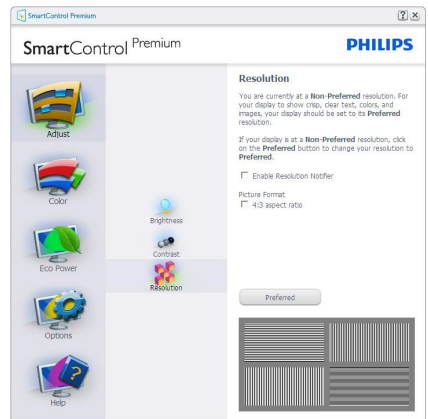 SmartControl Premium
SmartControl Premium
PHILIPS
Adjust
Color
Eco Power
Options
Help
Brightness
Contrast
Resolution
Resolution
You are currently at a Non-Preferred resolution. For
your display to show crisp, clear text, colors, and
images, your display should be set to its Preferred
resolution.
If your display is at a Non-Preferred resolution, click
on the Preferred button to change your resolution to
Preferred.
Enable Resolution Notifier
Picture Format
4:3 aspect ratio
Preferred